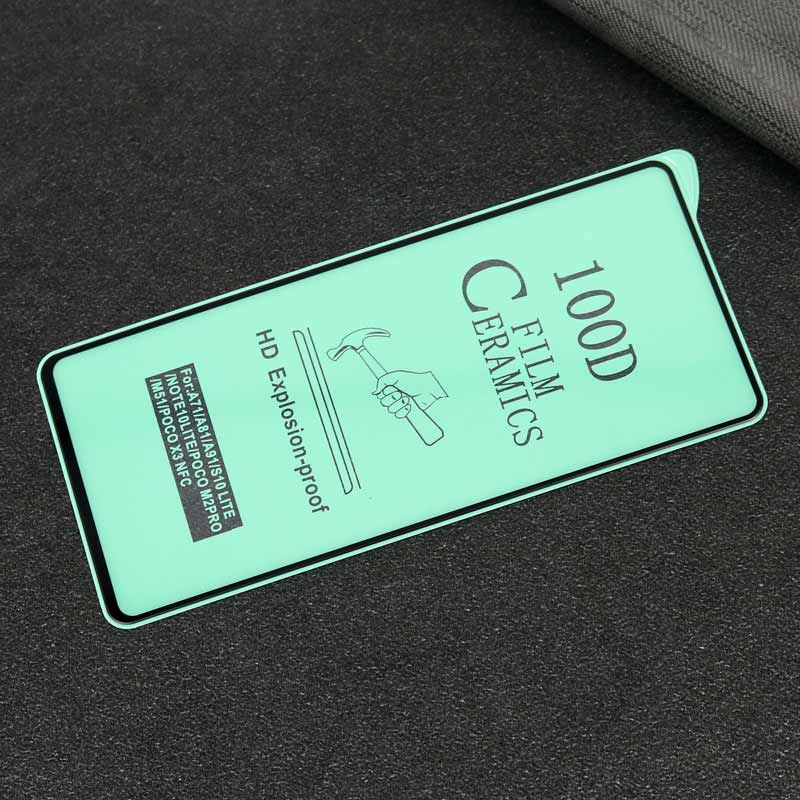 100D
CERAMICS
FILM
HD Explosion-proof
For:A71/A81/A91/S10 LITE
/NOTE10LITE/POCO M2PRO
/M51/POCO X3 NFC